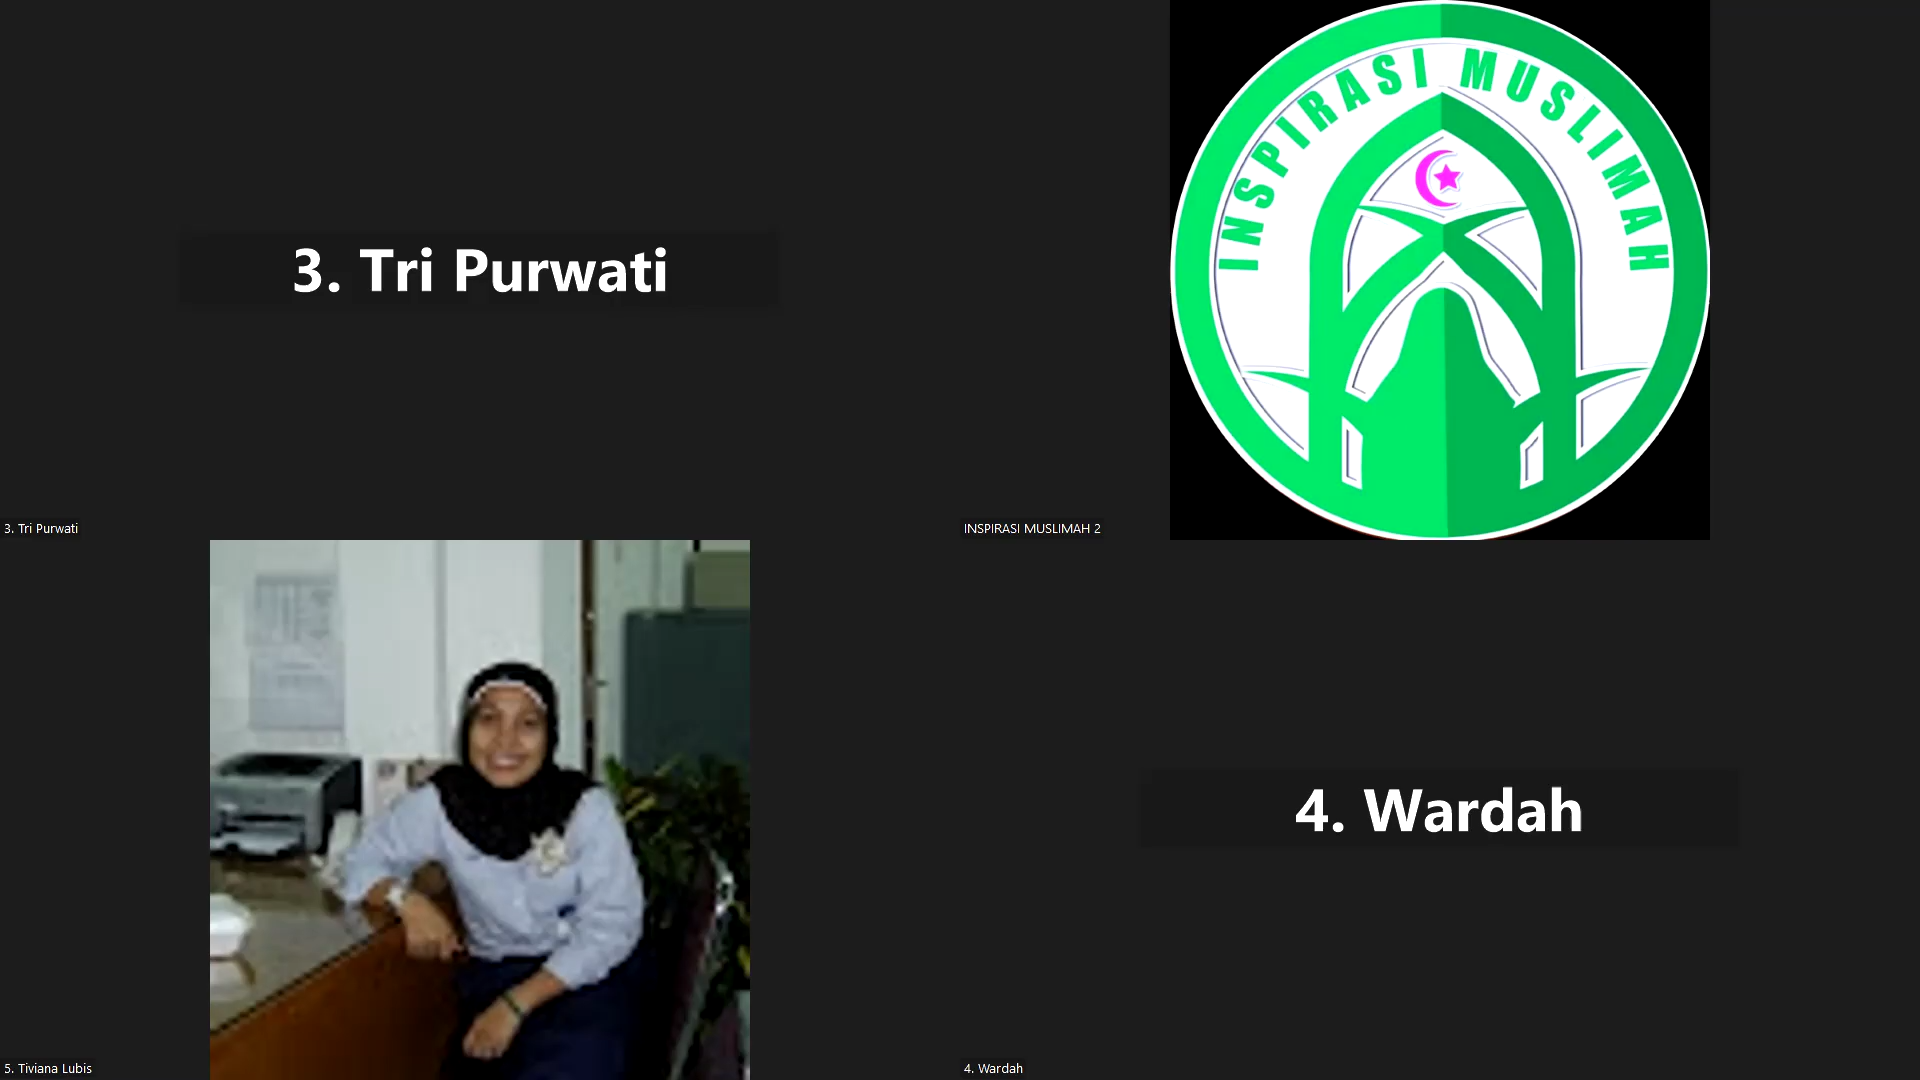 3. Tri Purwati
3. Tri Purwati
INSPIRASI MUSLIMAH
INSPIRASI MUSLIMAH 2
5. Tiviana Lubis
4. Wardah
4. Wardah